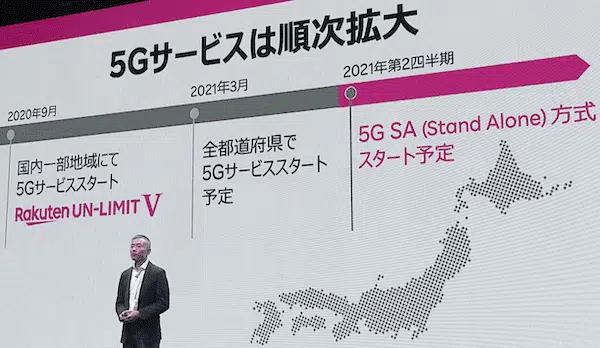 5Gサービスは順次拡大
2020年9月
国内一部地域にて
5Gサービススタート
Rakuten UN-LIMIT V
2021年3月
全都道府県で
5Gサービススタート
予定
2021年第2四半期
5G SA (Stand Alone) 方式
スタート予定